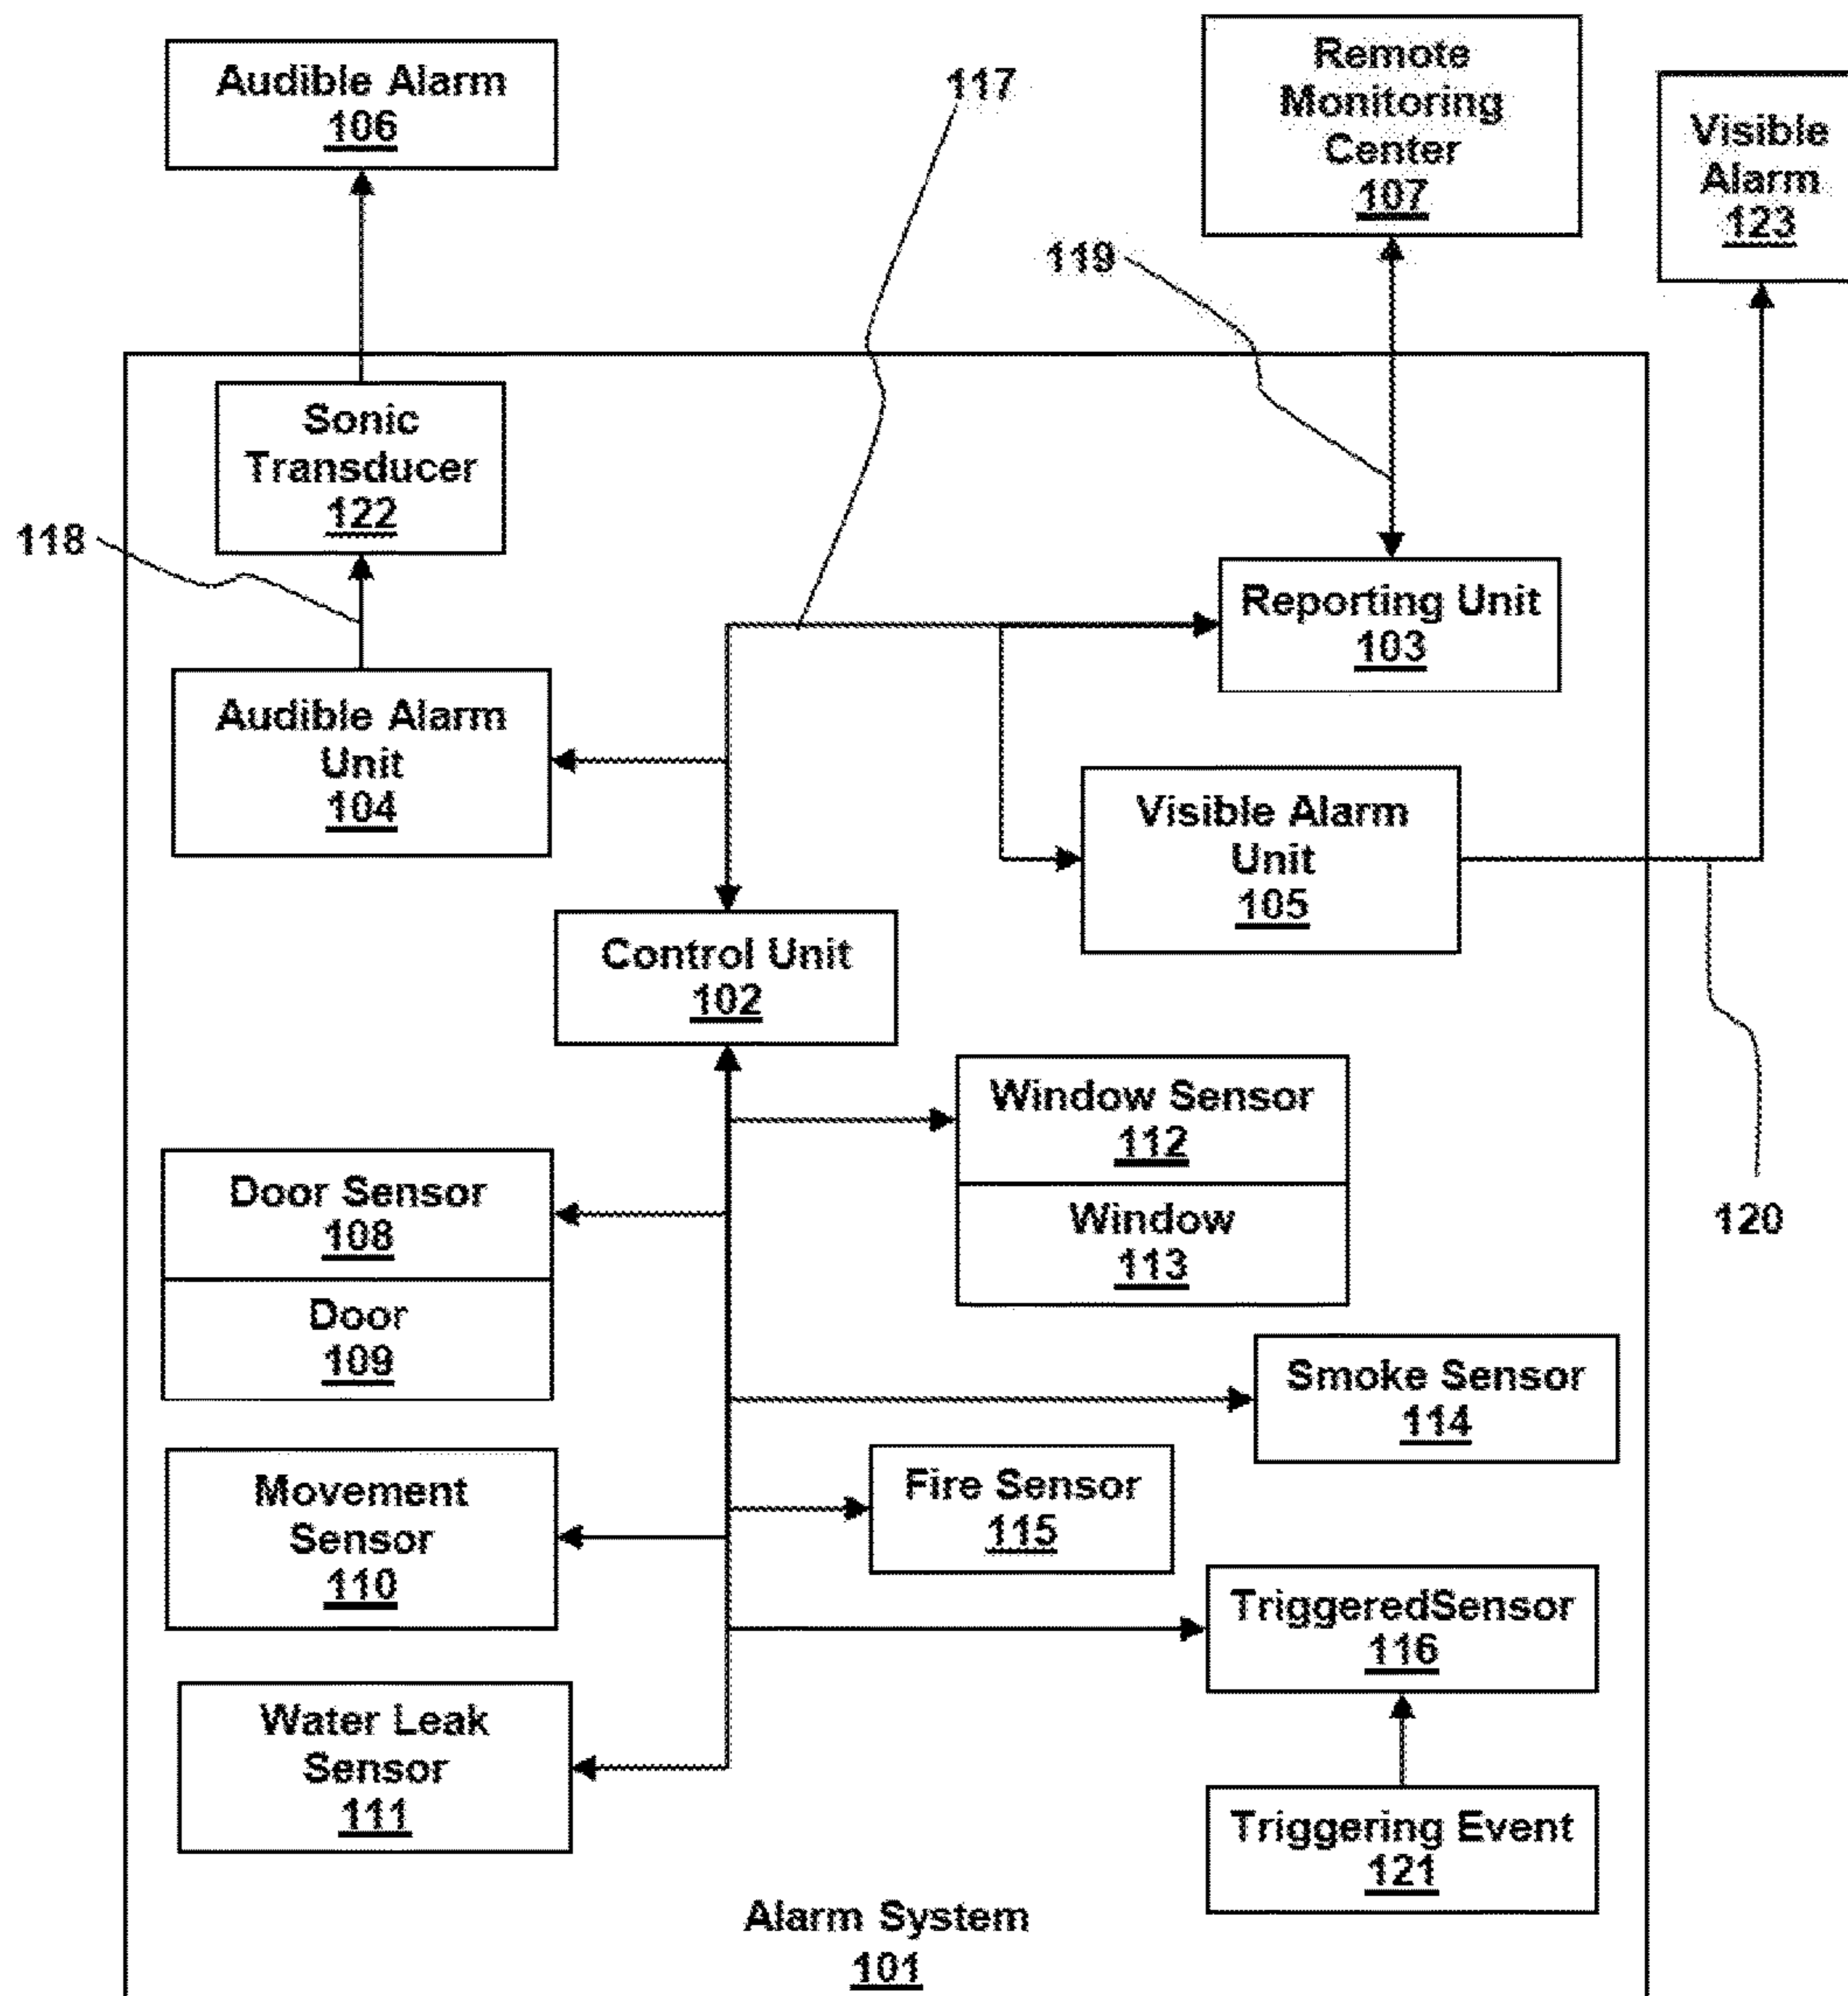 Audible Alarm
106
117
Remote
Monitoring
Center
107
Visible
Alarm
123
119
Sonic
Transducer
122
118
Reporting Unit
103
Audible Alarm
Unit
104
Visible Alarm
Unit
105
Control Unit
102
Window Sensor
112
Window
113
Door Sensor
108
Door
109
120
Smoke Sensor
114
Movement
Sensor
110
Fire Sensor
115
TriggeredSensor
116
Water Leak
Sensor
111
Triggering Event
121
Alarm System
101